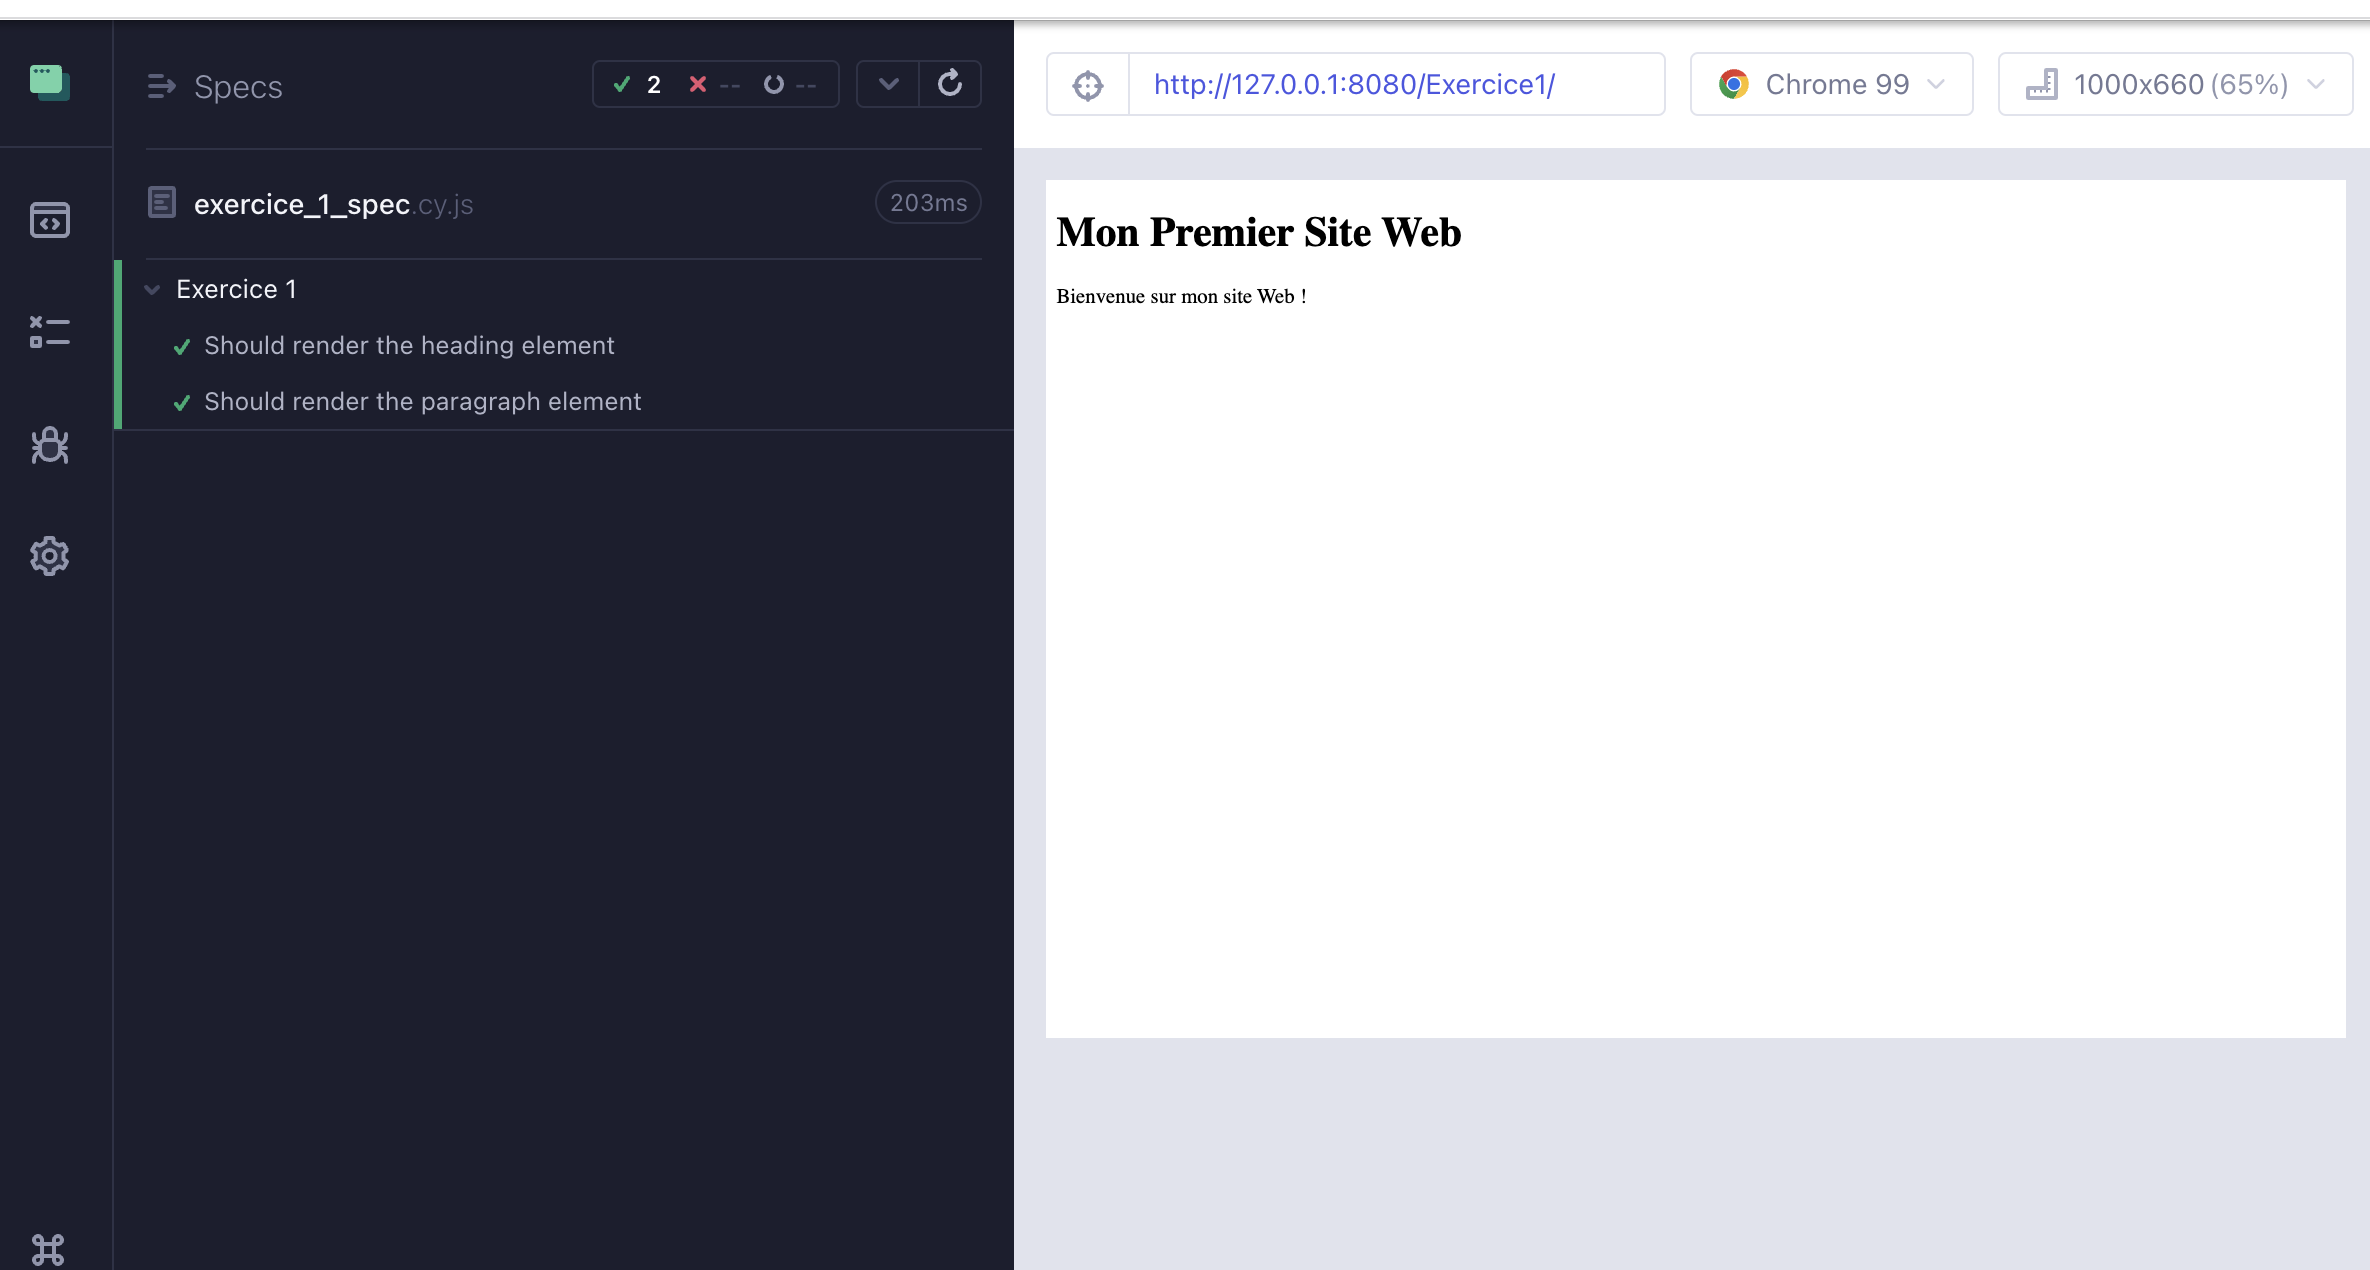 Specs
2 -- --
exercice_1_spec.cy.js
203ms
Exercice 1
Should render the heading element
Should render the paragraph element
http://127.0.0.1:8080/Exercice1/
Chrome 99
1000x660 (65%)
Mon Premier Site Web
Bienvenue sur mon site Web !